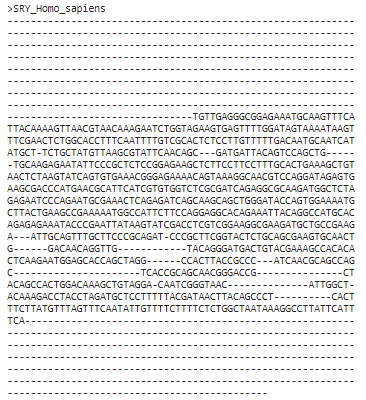 >SRY_Homo_sapiens
------------------------------------------------------------
------------------------------------------------------------
------------------------------------------------------------
------------------------------------------------------------
------------------------------------------------------------
------------------------------------------------------------
------------------------------------------------------------
------------------------------------------------------------
--------------------------------TGTTGAGGGCGGAGAAATGCAAGTTTCA
TTACAAAAGTTAACGTAACAAAGAATCTGGTAGAAGTGAGTTTTGGATAGTAAAATAAGT
TTCGAACTCTGGCACCTTTCAATTTTGTCGCACTCTCCTTGTTTTTGACAATGCAATCAT
ATGCT-TCTGCTATGTTAAGCGTATTCAACAGC---GATGATTACAGTCCAGCTG-----
-TGCAAGAGAATATTCCCGCTCTCCGGAGAAGCTCTTCCTTCCTTTGCACTGAAAGCTGT
AACTCTAAGTATCAGTGTGAAACGGGAGAAAACAGTAAAGGCAACGTCCAGGATAGAGTG
AAGCGACCCATGAACGCATTCATCGTGTGGTCTCGCGATCAGAGGCGCAAGATGGCTCTA
GAGAATCCCAGAATGCGAAACTCAGAGATCAGCAAGCAGCTGGGATACCAGTGGAAAATG
CTTACTGAAGCCGAAAAATGGCCATTCTTCCAGGAGGCACAGAAATTACAGGCCATGCAC
AGAGAGAAATACCCGAATTATAAGTATCGACCTCGTCGGAAGGCGAAGATGCTGCCGAAG
A---ATTGCAGTTTGCTTCCCGCAGAT-CCCGCTTCGGTACTCTGCAGCGAAGTGCAACT
G------GACAACAGGTTG------------TACAGGGATGACTGTACGAAAGCCACACA
CTCAAGAATGGAGCACCAGCTAGG------CCACTTACCGCCC---ATCAACGCAGCCAG
C----------------------TCACCGCAGCAACGGGACCG---------------CT
ACAGCCACTGGACAAAGCTGTAGGA-CAATCGGGTAAC--------------ATTGGCT-
ACAAAGACCTACCTAGATGCTCCTTTTTACGATAACTTACAGCCCT----------CACT
TTCTTATGTTTAGTTTCAATATTGTTTTCTTTTCTCTGGCTAATAAAGGCCTTATTCATT
TCA---------------------------------------------------------
------------------------------------------------------------
------------------------------------------------------------
------------------------------------------------------------
------------------------------------------------------------
------------------------------------------------------------
---------------------------------------------